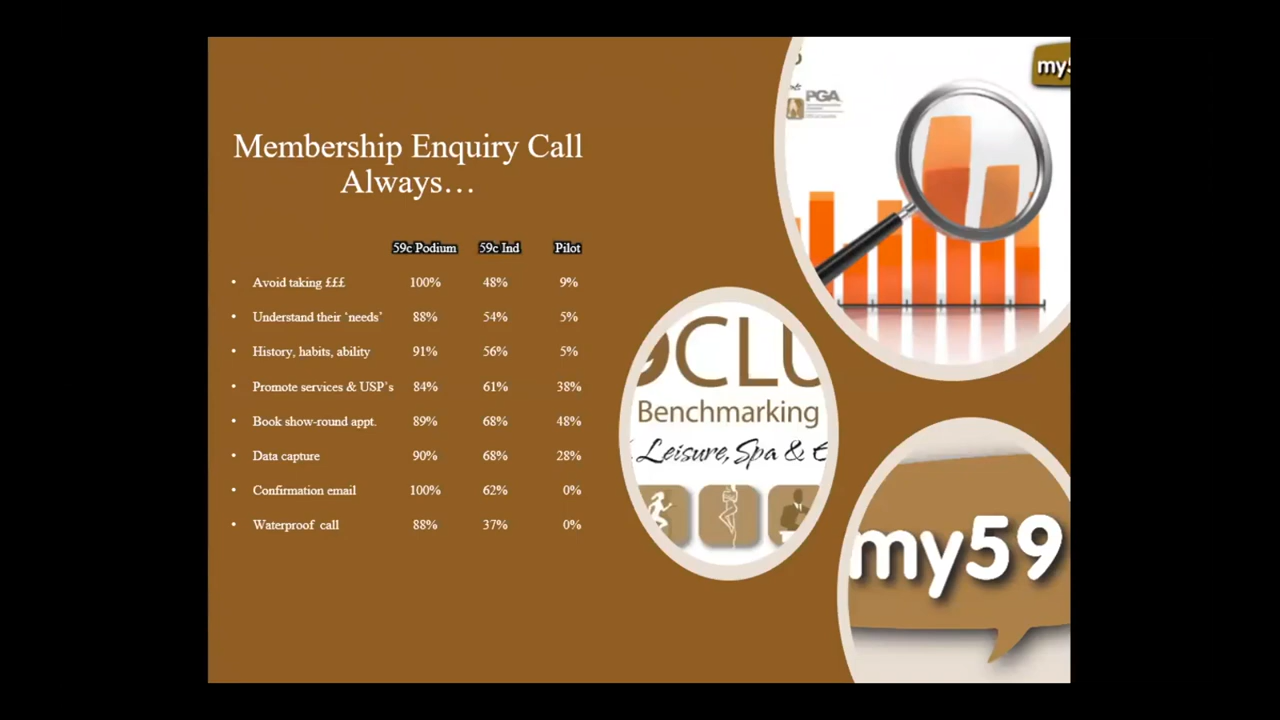 Membership Enquiry Call
Always…
59c Podium 59c Ind Pilot
• Avoid taking £££ 100% 48% 9%
• Understand their ‘needs’ 88% 54% 5%
• History, habits, ability 91% 56% 5%
• Promote services & USP’s 84% 61% 38%
• Book show-round appt. 89% 68% 48%
• Data capture 90% 68% 28%
• Confirmation email 100% 62% 0%
• Waterproof call 88% 37% 0%
my5
PGA
CLU
Benchmarking
Leisure, Spa &
my59